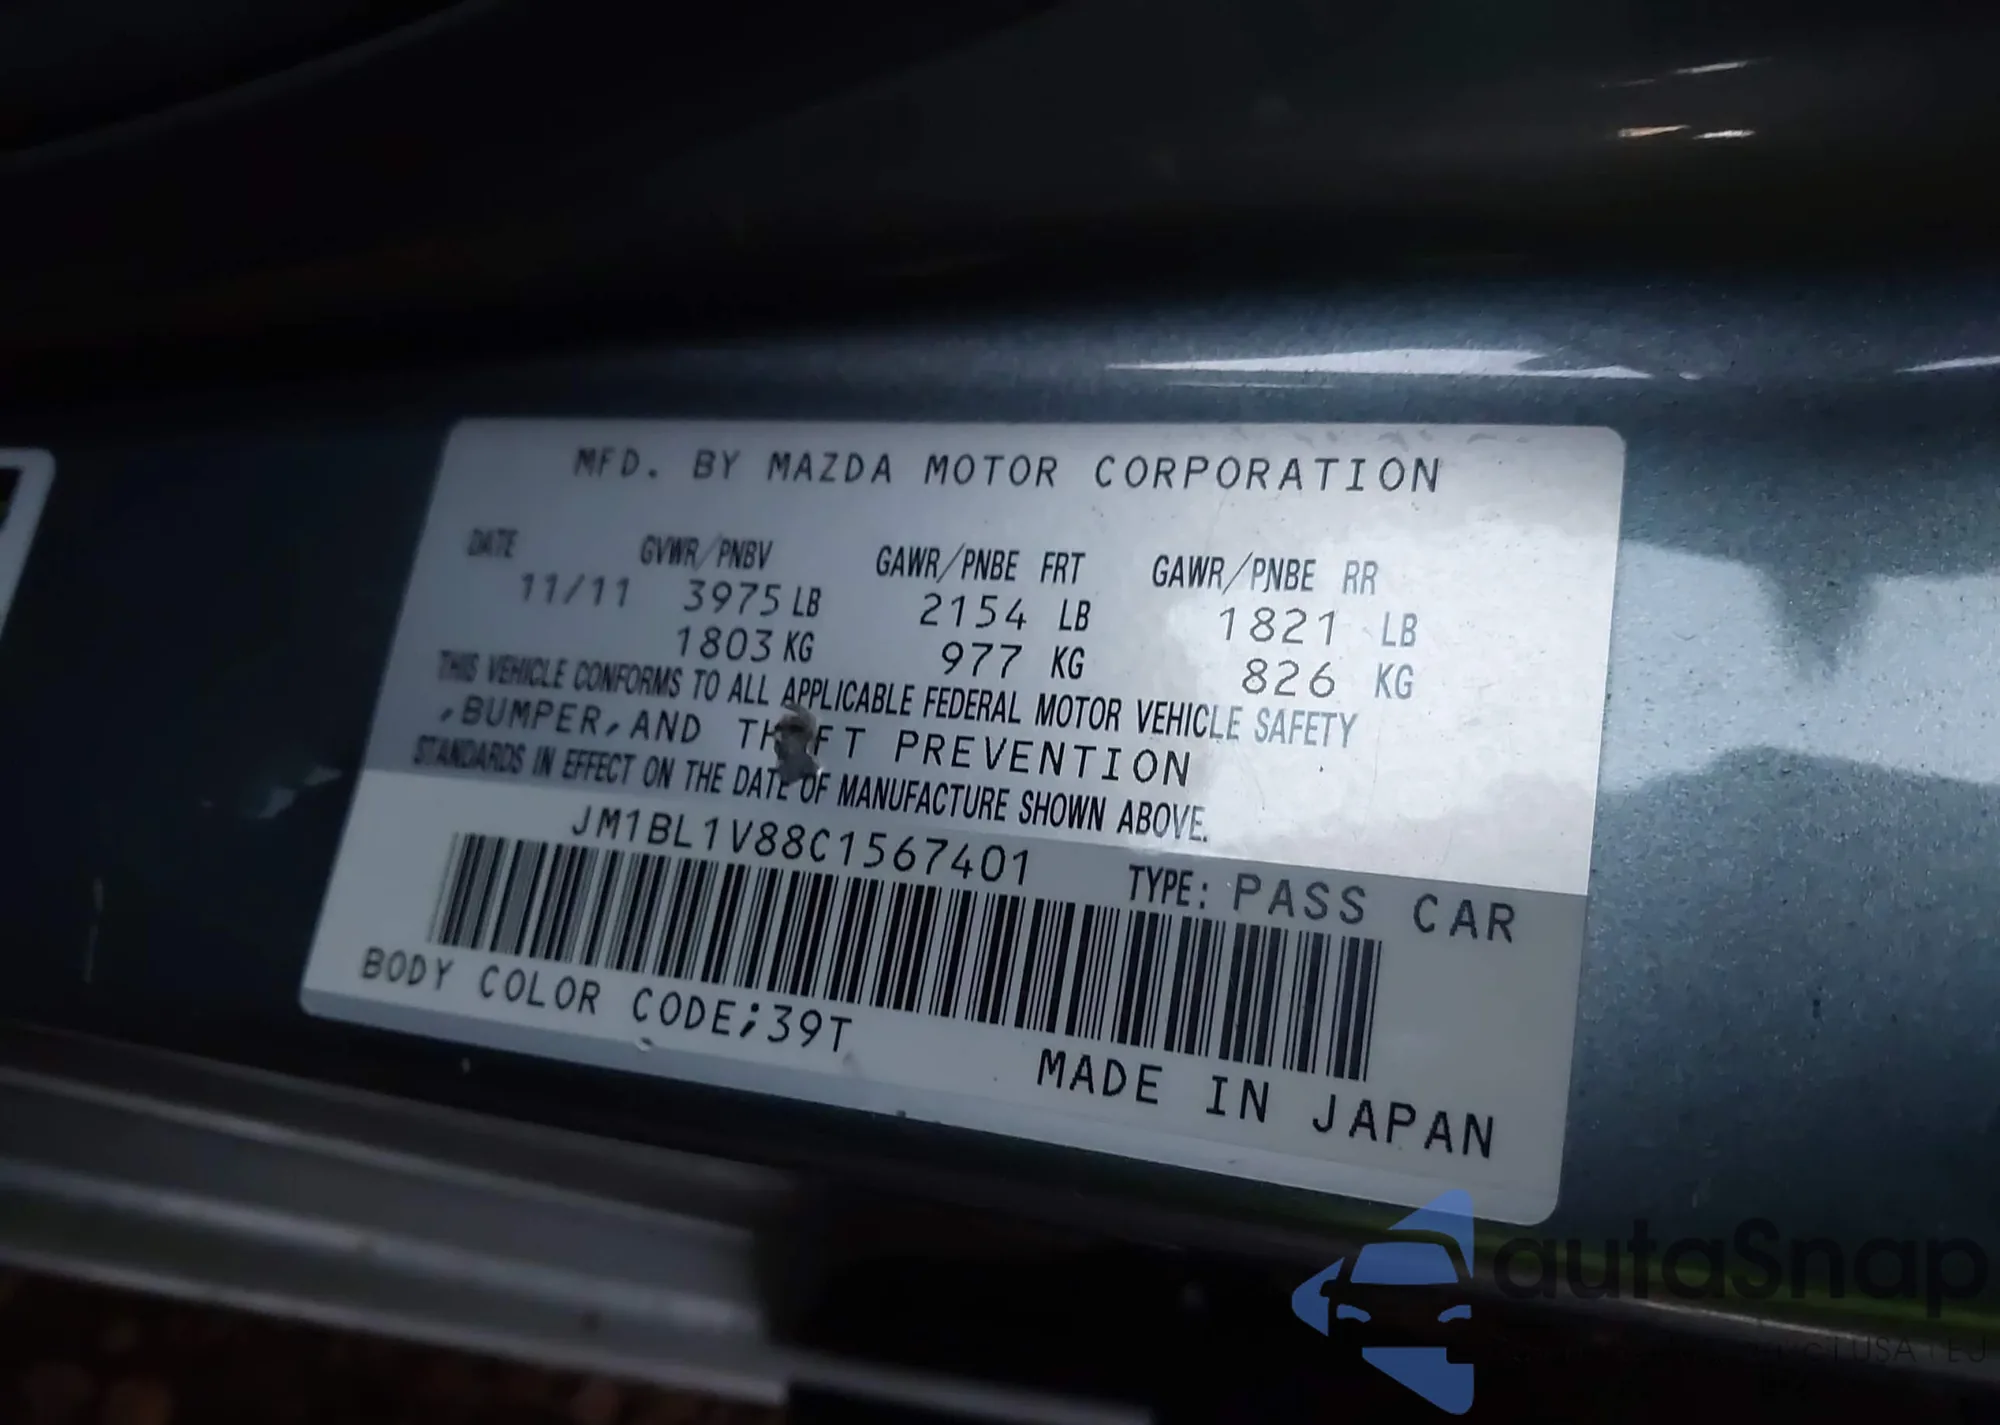 MFD. BY MAZDA MOTOR CORPORATION
DATE GVWR/PNBV GAWR/PNBE FRT GAWR/PNBE RR
11/11 3975 LB 2154 LB 1821 LB
1803 KG 977 KG 826 KG
THIS VEHICLE CONFORMS TO ALL APPLICABLE FEDERAL MOTOR VEHICLE SAFETY
,BUMPER,AND THEFT PREVENTION
STANDARDS IN EFFECT ON THE DATE OF MANUFACTURE SHOWN ABOVE.
JM1BL1V88C1567401 TYPE: PASS CAR
BODY COLOR CODE;39T
MADE IN JAPAN
autaSnap
USA